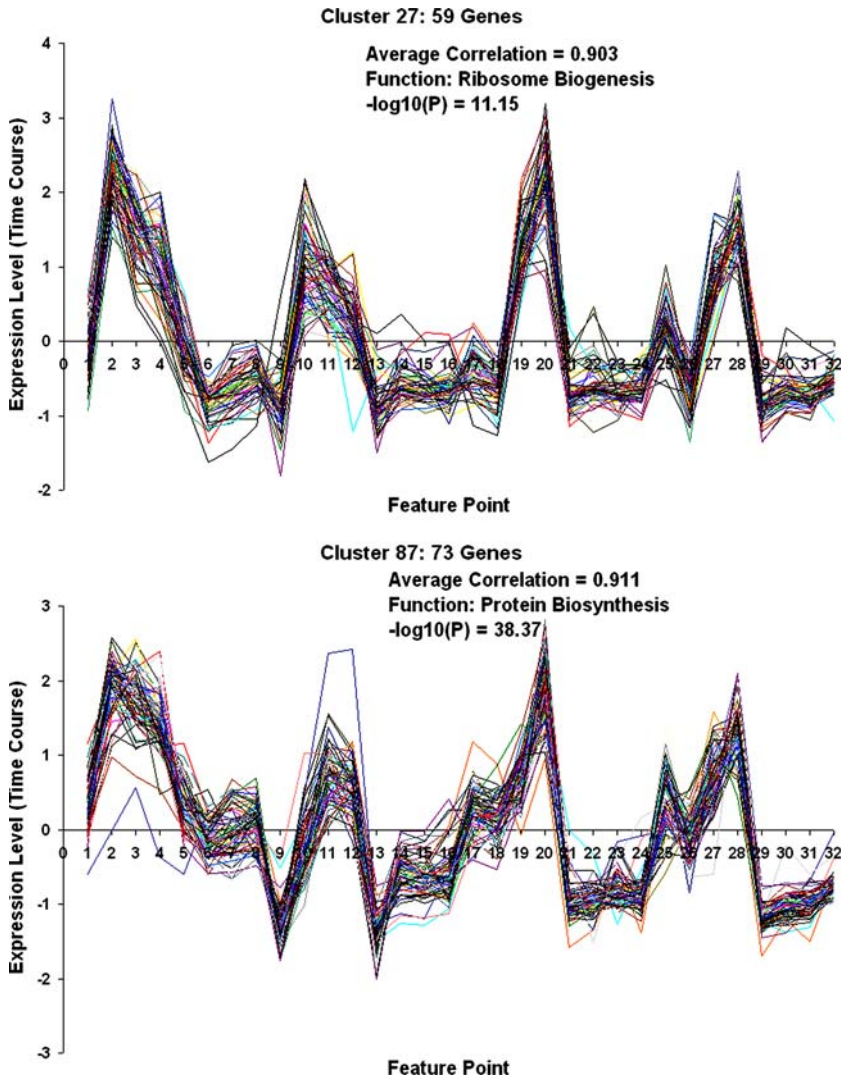 Cluster 27: 59 Genes
Average Correlation = 0.903
Function: Ribosome Biogenesis
-log10(P) = 11.15
Expression Level (Time Course)
4
3
2
1
0
-1
-2
0 1 2 3 4 5 6 7 8 9 10 11 12 13 14 15 16 17 18 19 20 21 22 23 24 25 26 27 28 29 30 31 32
Feature Point
Cluster 87: 73 Genes
Average Correlation = 0.911
Function: Protein Biosynthesis
-log10(P) = 38.37
Expression Level (Time Course)
3
2
1
0
-1
-2
-3
0 1 2 3 4 5 6 7 8 9 10 11 12 13 14 15 16 17 18 19 20 21 22 23 24 25 26 27 28 29 30 31 32
Feature Point